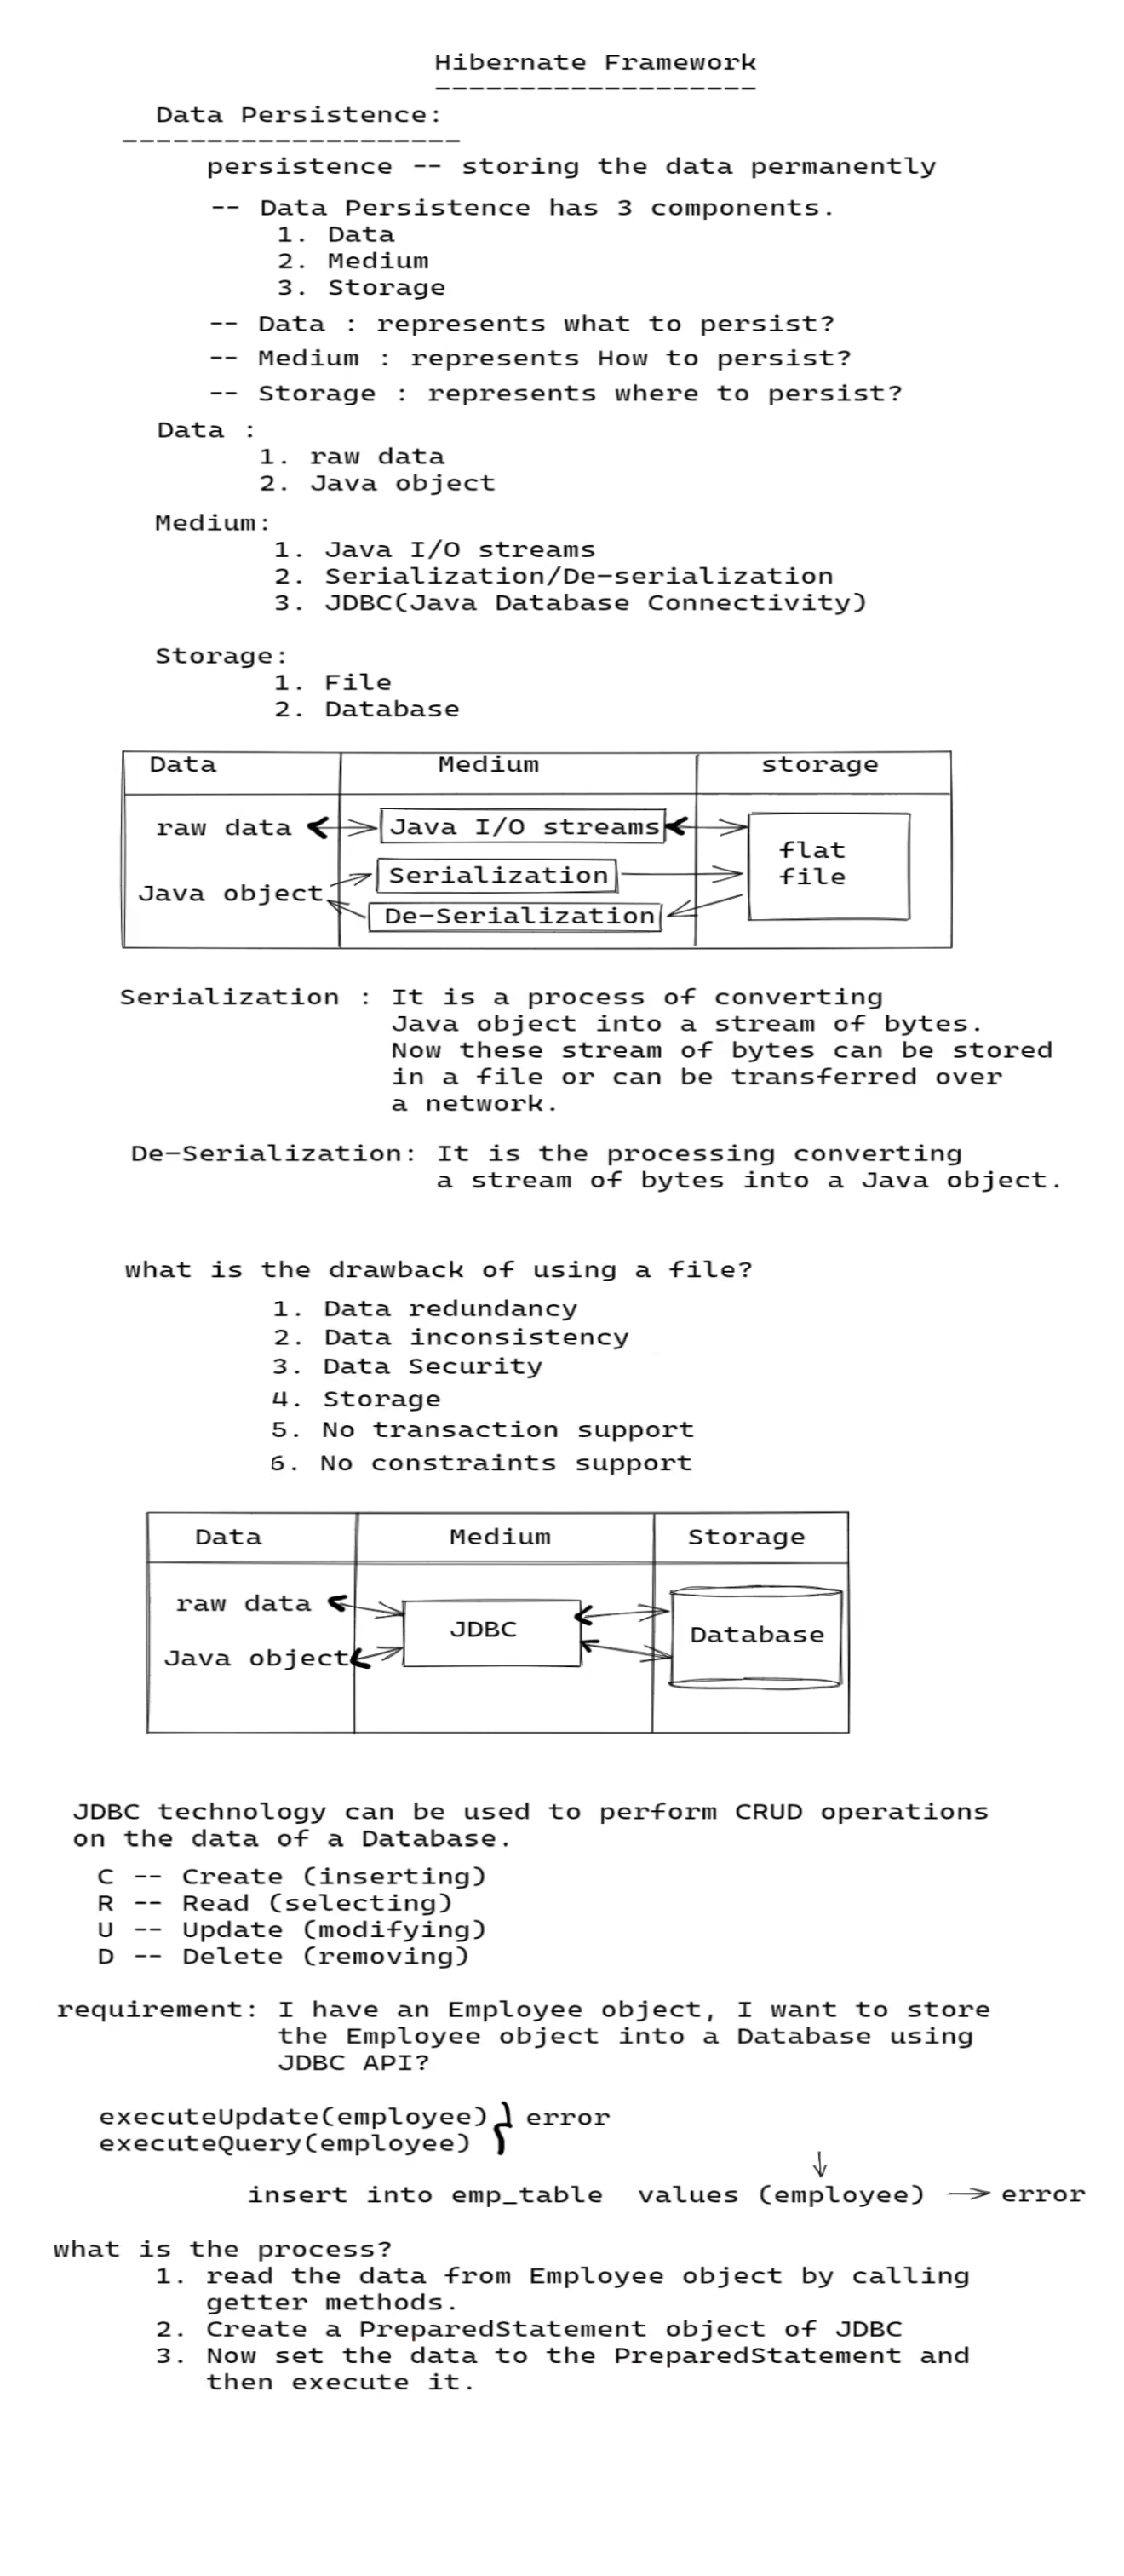 Hibernate Framework
-------------------
Data Persistence:
--------------------
persistence -- storing the data permanently
-- Data Persistence has 3 components.
1. Data
2. Medium
3. Storage
-- Data : represents what to persist?
-- Medium : represents How to persist?
-- Storage : represents where to persist?
Data :
1. raw data
2. Java object
Medium:
1. Java I/O streams
2. Serialization/De-serialization
3. JDBC(Java Database Connectivity)
Storage:
1. File
2. Database
Data Medium storage
raw data Java I/O streams
flat
file
Serialization
Java object
De-Serialization
Serialization : It is a process of converting
Java object into a stream of bytes.
Now these stream of bytes can be stored
in a file or can be transferred over
a network.
De-Serialization: It is the processing converting
a stream of bytes into a Java object.
what is the drawback of using a file?
1. Data redundancy
2. Data inconsistency
3. Data Security
4. Storage
5. No transaction support
6. No constraints support
Data Medium Storage
raw data
JDBC Database
Java object
JDBC technology can be used to perform CRUD operations
on the data of a Database.
C -- Create (inserting)
R -- Read (selecting)
U -- Update (modifying)
D -- Delete (removing)
requirement: I have an Employee object, I want to store
the Employee object into a Database using
JDBC API?
executeUpdate(employee) error
executeQuery(employee)
insert into emp_table values (employee) error
what is the process?
1. read the data from Employee object by calling
getter methods.
2. Create a PreparedStatement object of JDBC
3. Now set the data to the PreparedStatement and
then execute it.